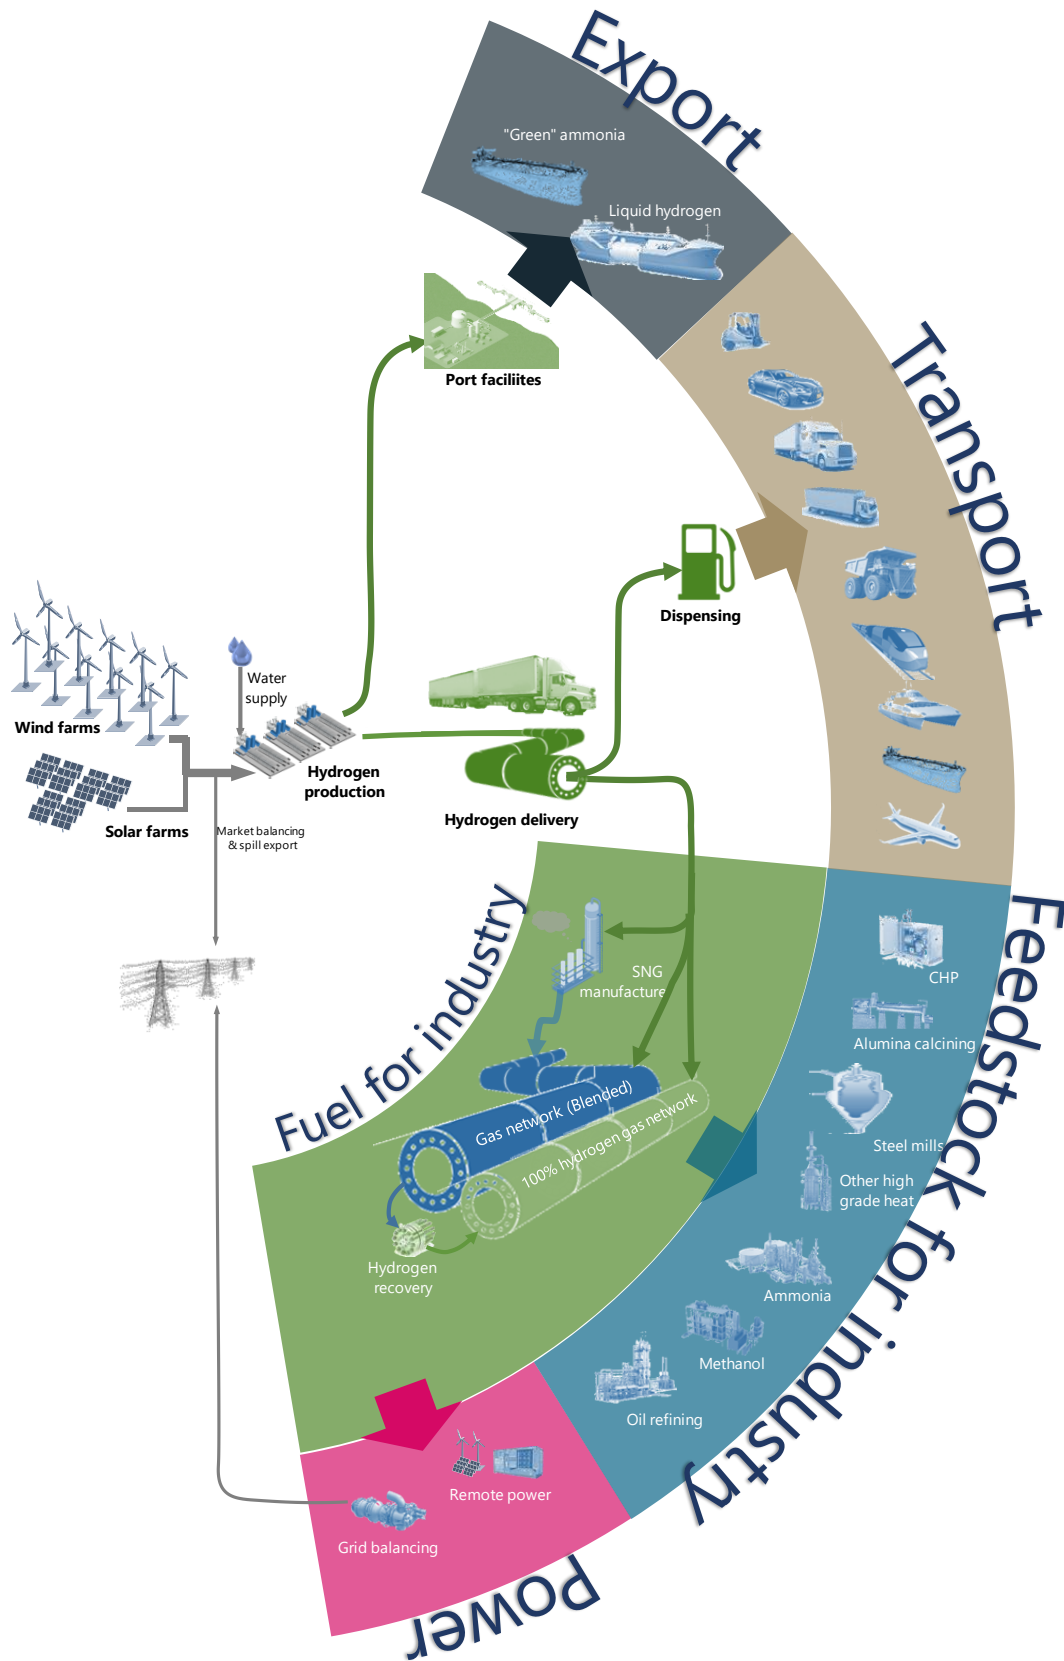 Export
"Green" ammonia
Liquid hydrogen
Port faciliites
Transport
Dispensing
Wind farms
Water
supply
Solar farms
Hydrogen
production
Market balancing
& spill export
Hydrogen delivery
Fuel for industry
SNG
manufacture
Gas network (Blended)
100% hydrogen gas network
Hydrogen
recovery
Feedstock for industry
CHP
Alumina calcining
Steel mills
Other high
grade heat
Ammonia
Methanol
Oil refining
Remote power
Grid balancing
Power